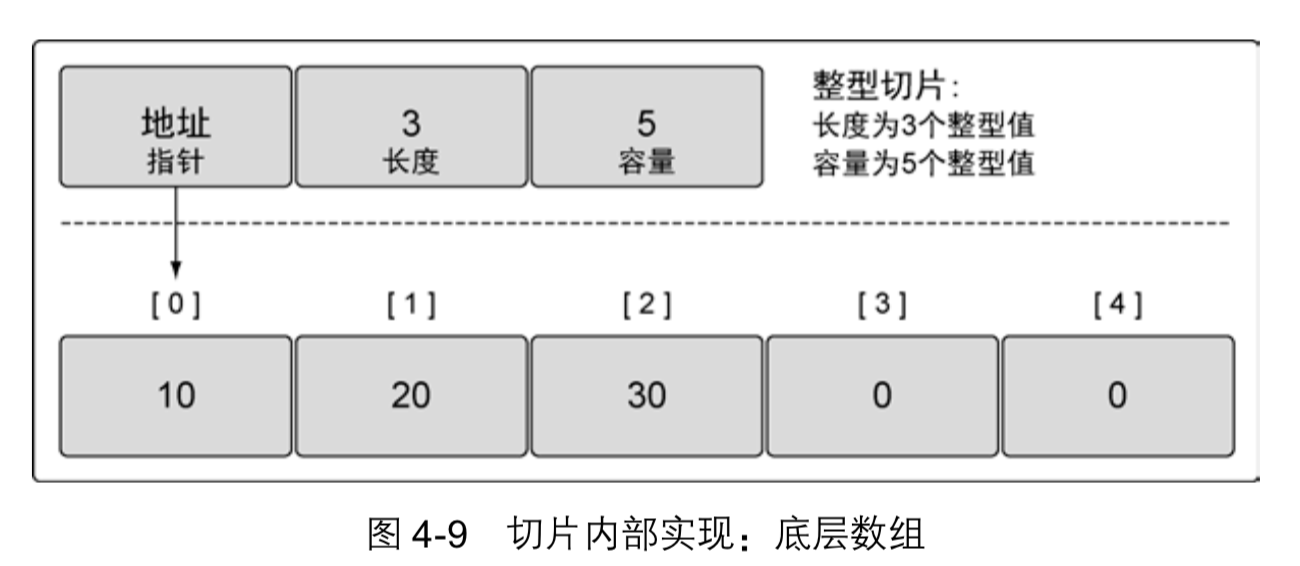 地址 3 5
指针 长度 容量
整型切片:
长度为3个整型值
容量为5个整型值
[0] [1] [2] [3] [4]
10 20 30 0 0
图 4-9 切片内部实现：底层数组